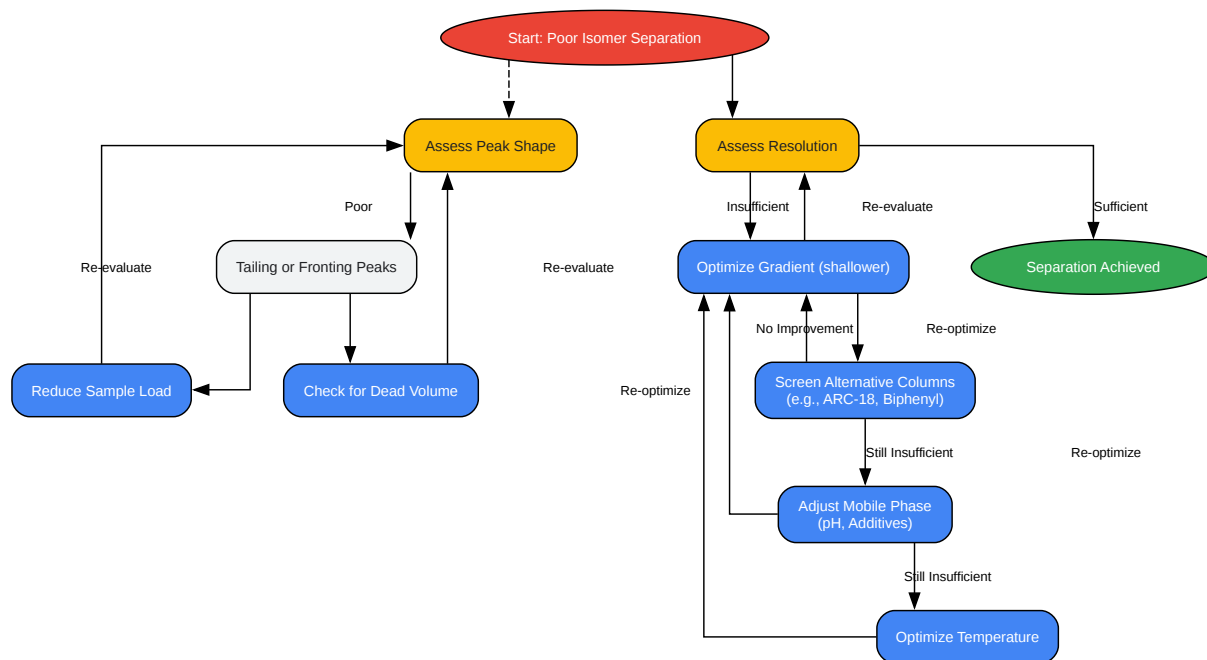 Start: Poor Isomer Separation
Assess Peak Shape
Assess Resolution
Poor
Insufficient
Re-evaluate
Sufficient
Re-evaluate
Tailing or Fronting Peaks
Re-evaluate
Optimize Gradient (shallower)
Separation Achieved
No Improvement
Re-optimize
Reduce Sample Load
Check for Dead Volume
Re-optimize
Screen Alternative Columns
(e.g., ARC-18, Biphenyl)
Still Insufficient
Re-optimize
Adjust Mobile Phase
(pH, Additives)
Still Insufficient
Optimize Temperature